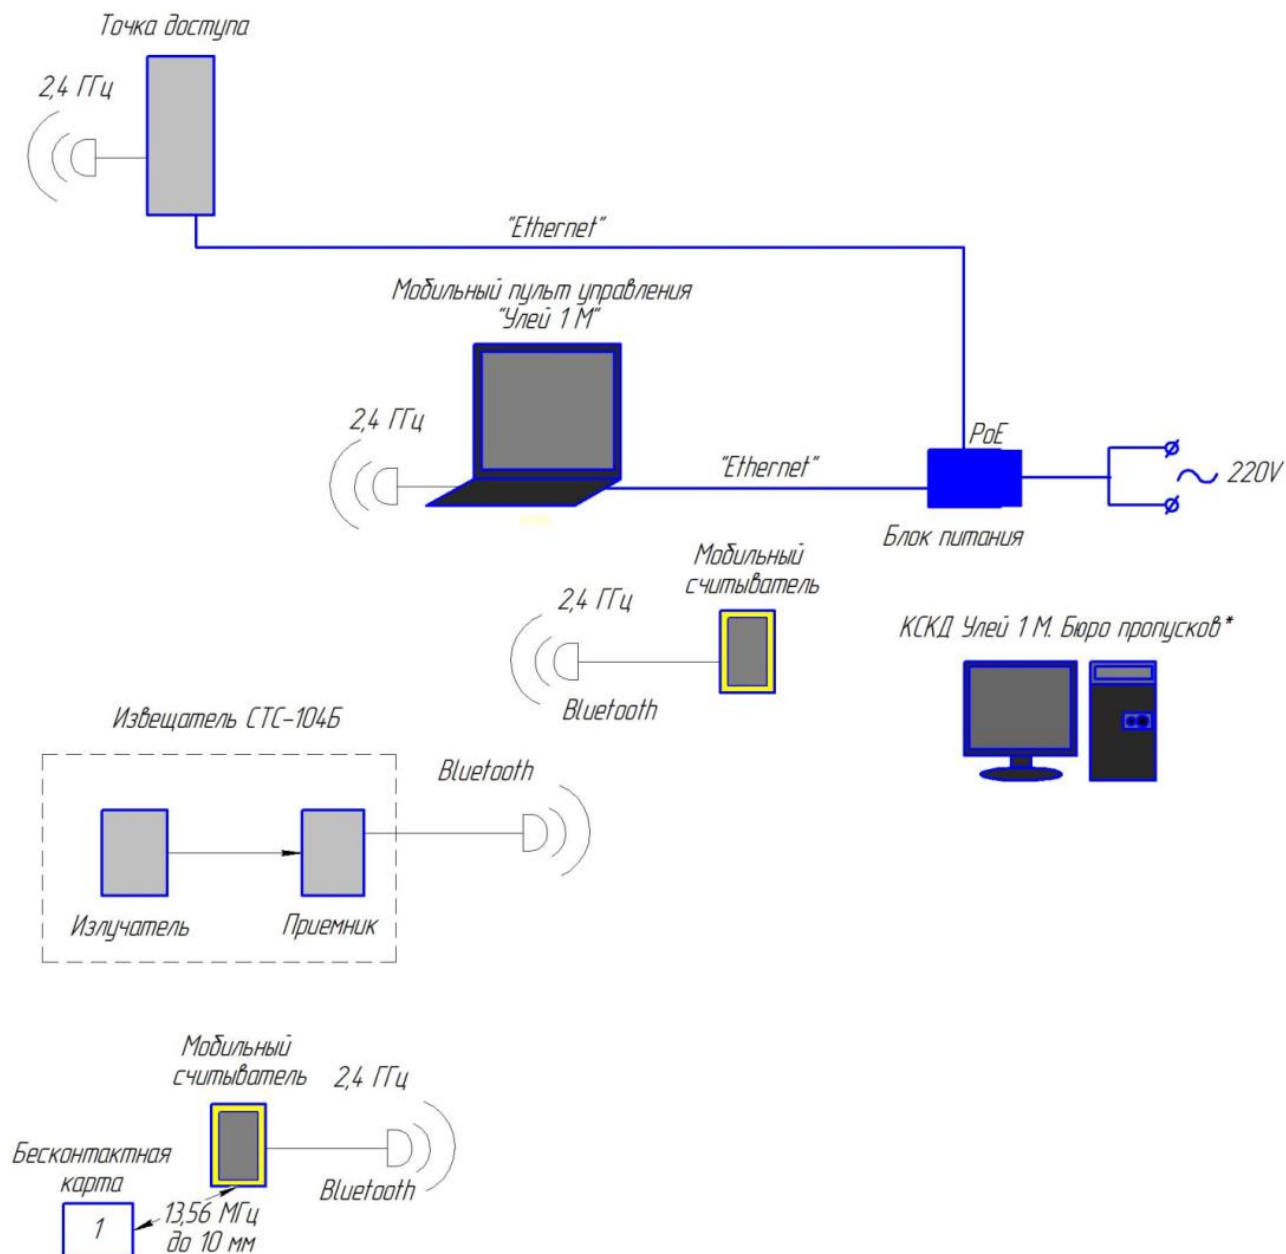 Точка доступа
2,4 ГГц
"Ethernet"
Мобильный пульт управления
"Улей 1 М"
2,4 ГГц
"Ethernet"
PoE
220V
Блок питания
Мобильный
считыватель
2,4 ГГц
Bluetooth
КСКД Улей 1 М. Бюро пропусков*
Извещатель СТС-104Б
Bluetooth
Излучатель
Приемник
Мобильный
считыватель
2,4 ГГц
Bluetooth
Бесконтактная
карта
1
13,56 МГц
до 10 мм